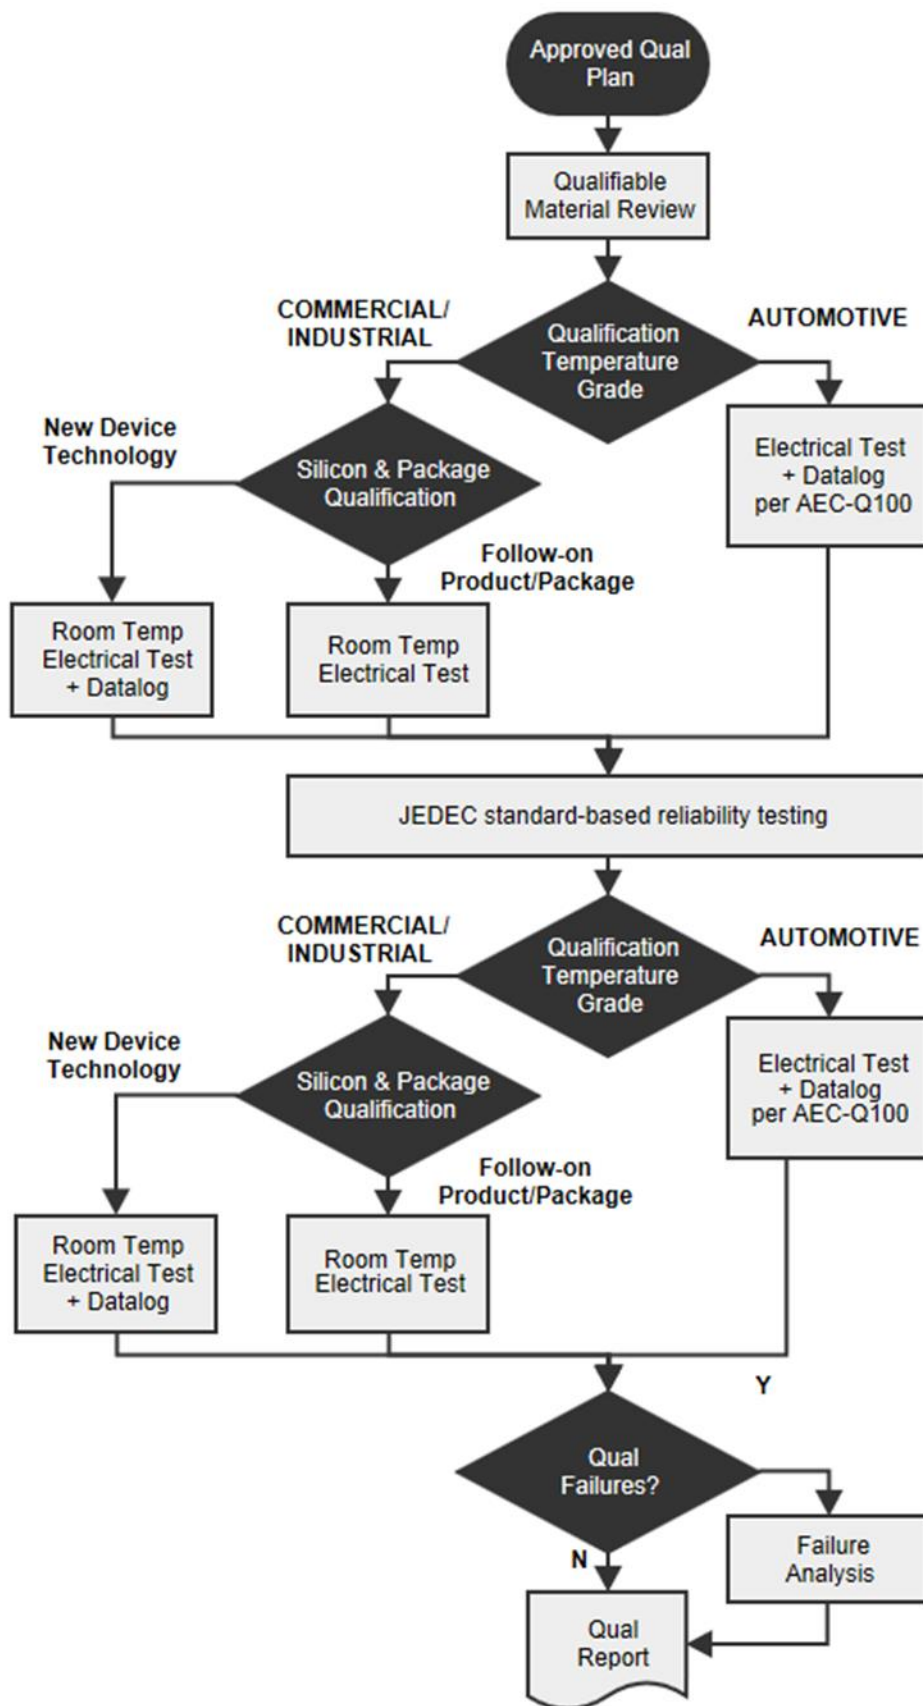 Approved Qual
Plan
Qualifiable
Material Review
COMMERCIAL/
INDUSTRIAL
Qualification
Temperature
Grade
AUTOMOTIVE
New Device
Technology
Silicon & Package
Qualification
Electrical Test
+ Datalog
per AEC-Q100
Follow-on
Product/Package
Room Temp
Electrical Test
+ Datalog
Room Temp
Electrical Test
JEDEC standard-based reliability testing
COMMERCIAL/
INDUSTRIAL
Qualification
Temperature
Grade
AUTOMOTIVE
New Device
Technology
Silicon & Package
Qualification
Electrical Test
+ Datalog
per AEC-Q100
Follow-on
Product/Package
Room Temp
Electrical Test
+ Datalog
Room Temp
Electrical Test
Y
Qual
Failures?
N
Failure
Analysis
Qual
Report